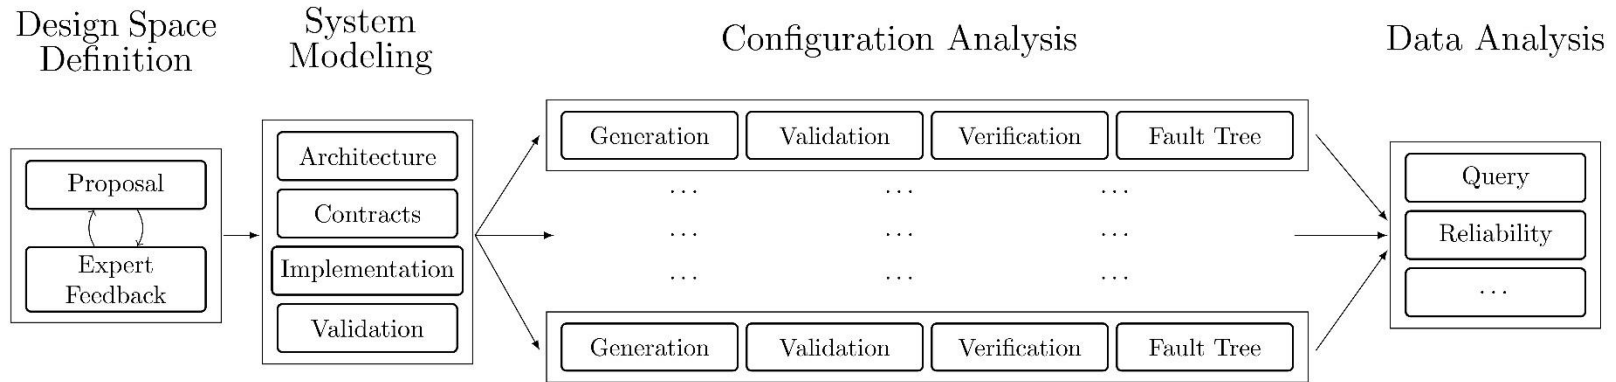 Design Space
Definition
System
Modeling
Configuration Analysis
Data Analysis
Proposal
Expert
Feedback
Architecture
Contracts
Implementation
Validation
Generation
Validation
Verification
Fault Tree
... ... ...
... ... ...
... ... ...
Generation
Validation
Verification
Fault Tree
Query
Reliability
...